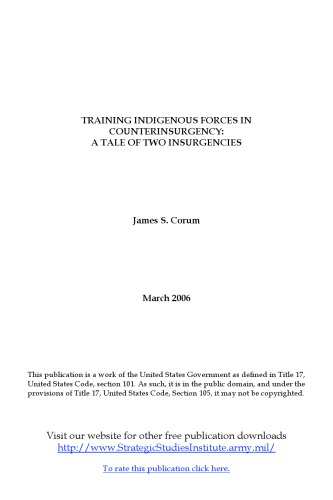 TRAINING INDIGENOUS FORCES IN
COUNTERINSURGENCY:
A TALE OF TWO INSURGENCIES
James S. Corum
March 2006
This publication is a work of the United States Government as defined in Title 17,
United States Code, section 101. As such, it is in the public domain, and under the
provisions of Title 17, United States Code, Section 105, it may not be copyrighted.
Visit our website for other free publication downloads
http://www.StrategicStudiesInstitute.army.mil/
To rate this publication click here.